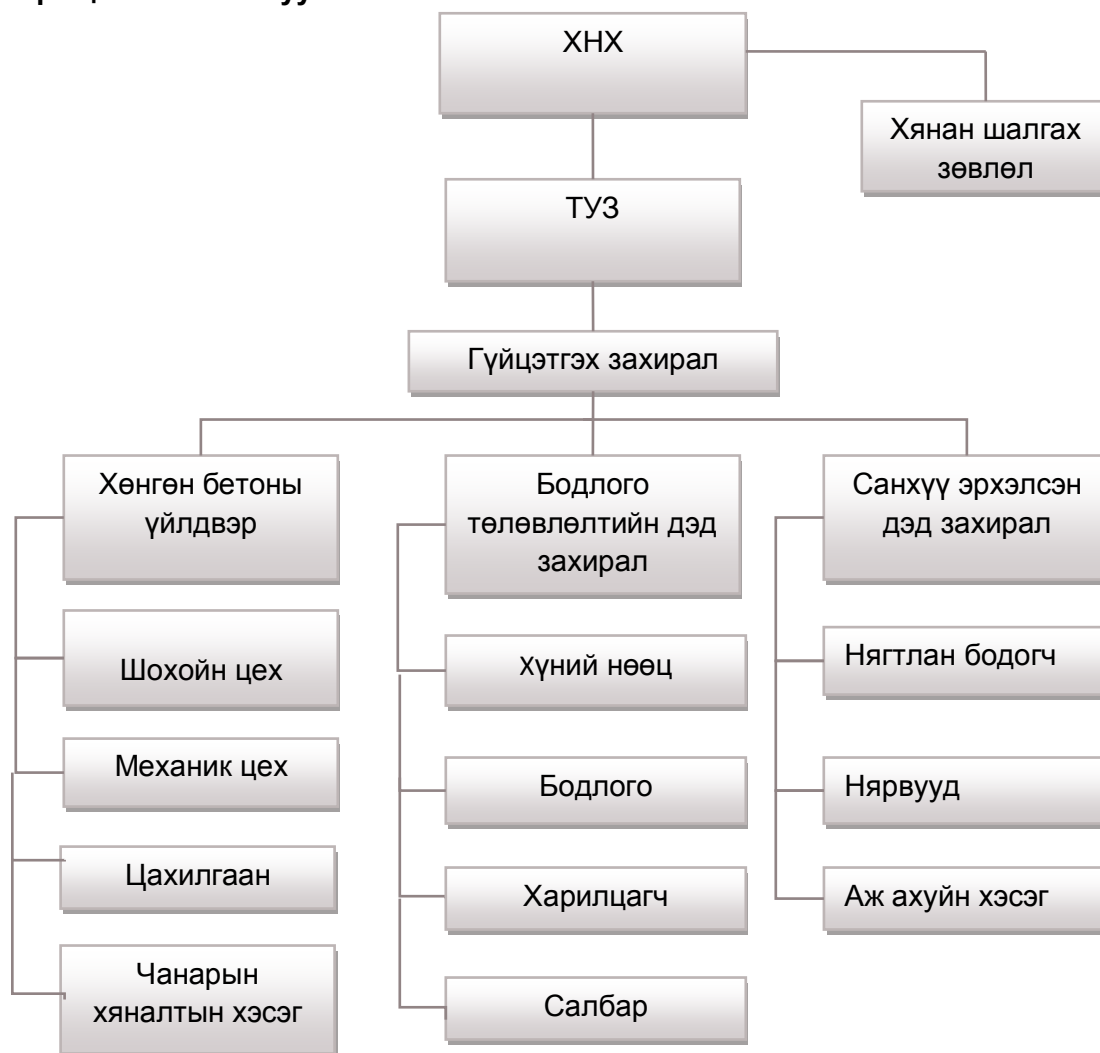 ХНХ
Хянан шалгах
зөвлөл
ТУЗ
Гүйцэтгэх захирал
Хөнгөн бетоны
үйлдвэр
Бодлого
төлөвлөлтийн дэд
захирал
Санхүү эрхэлсэн
дэд захирал
Шохойн цех
Хүний нөөц
Нягтлан бодогч
Механик цех
Бодлого
Нярвууд
Цахилгаан
Харилцагч
Аж ахуйн хэсэг
Чанарын
хяналтын хэсэг
Салбар